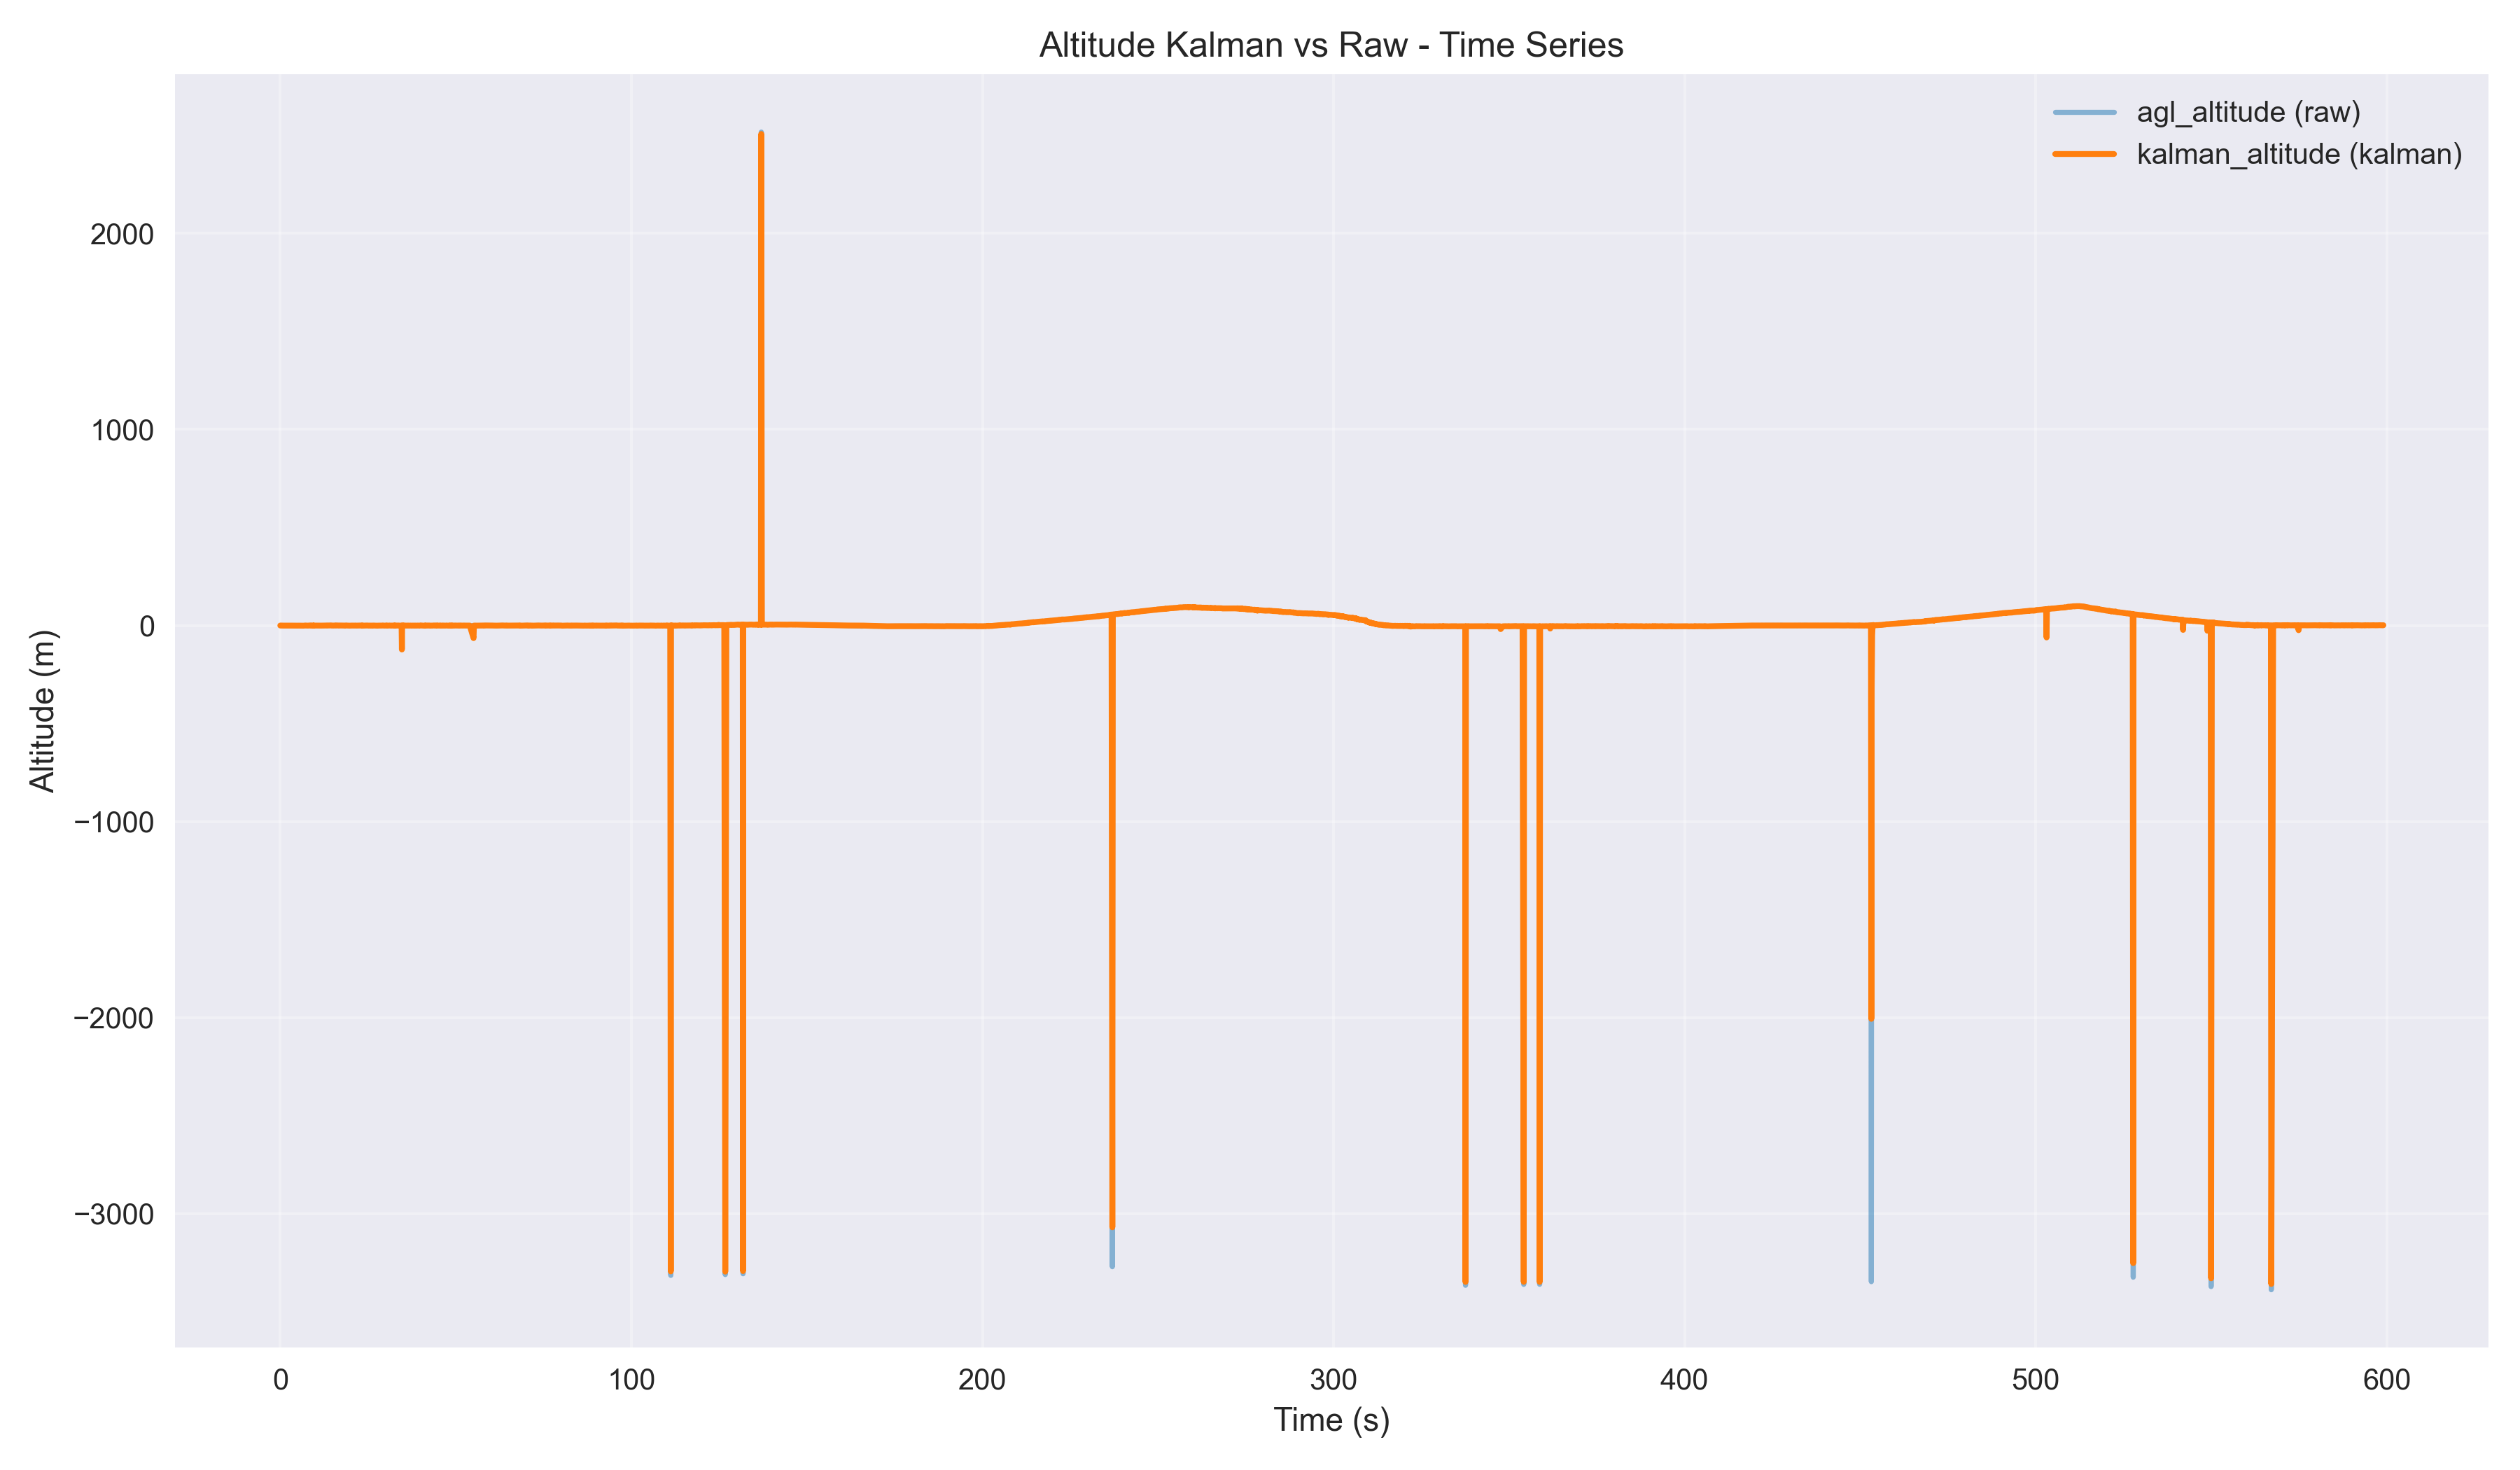 Altitude Kalman vs Raw - Time Series
agl_altitude (raw)
kalman_altitude (kalman)
2000
1000
0
−1000
−2000
−3000
Altitude (m)
0 100 200 300 400 500 600
Time (s)